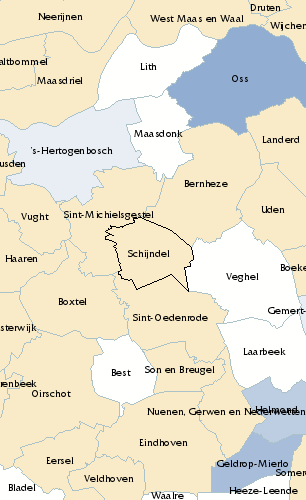 Druten
Neerijnen
West Maas en Waal
Wijchen
altbommel
Lith
Maasdriel
Oss
Maasdonk
Landerd
's-Hertogenbosch
usden
Bernheze
Vught
Sint-Michielsgestel
Uden
Haaren
Schijndel
Boeke
Veghel
Boxtel
Gemert-
sterwijk
Sint-Oedenrode
Laarbeek
Best
Son en Breugel
renbeek
Oirschot
Nuenen, Gerwen en Nederwetten
Helmond
Eindhoven
Eersel
Geldrop-Mierlo
Veldhoven
Somere
Bladel
Waalre
Heeze-Leende